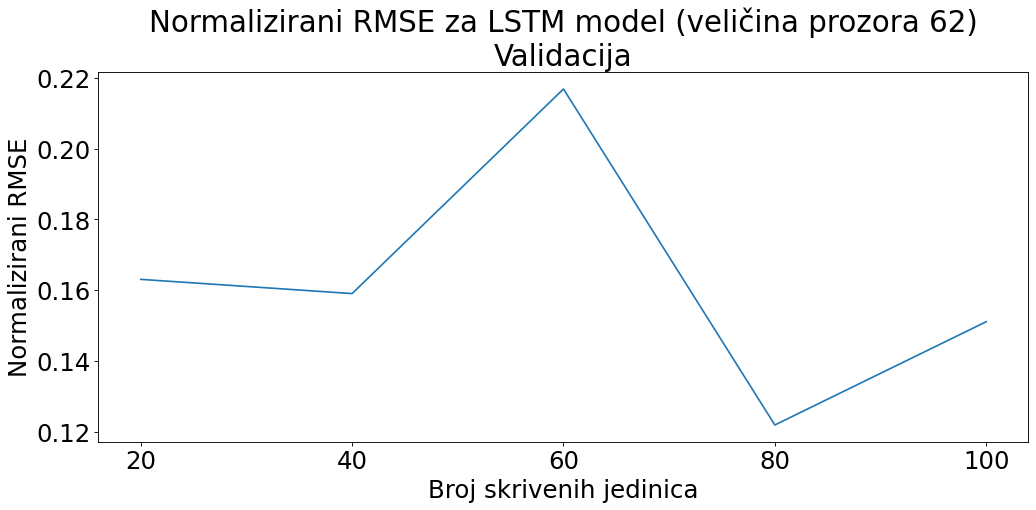 Normalizirani RMSE za LSTM model (veličina prozora 62)
Validacija
Normalizirani RMSE
0.22
0.20
0.18
0.16
0.14
0.12
20 40 60 80 100
Broj skrivenih jedinica